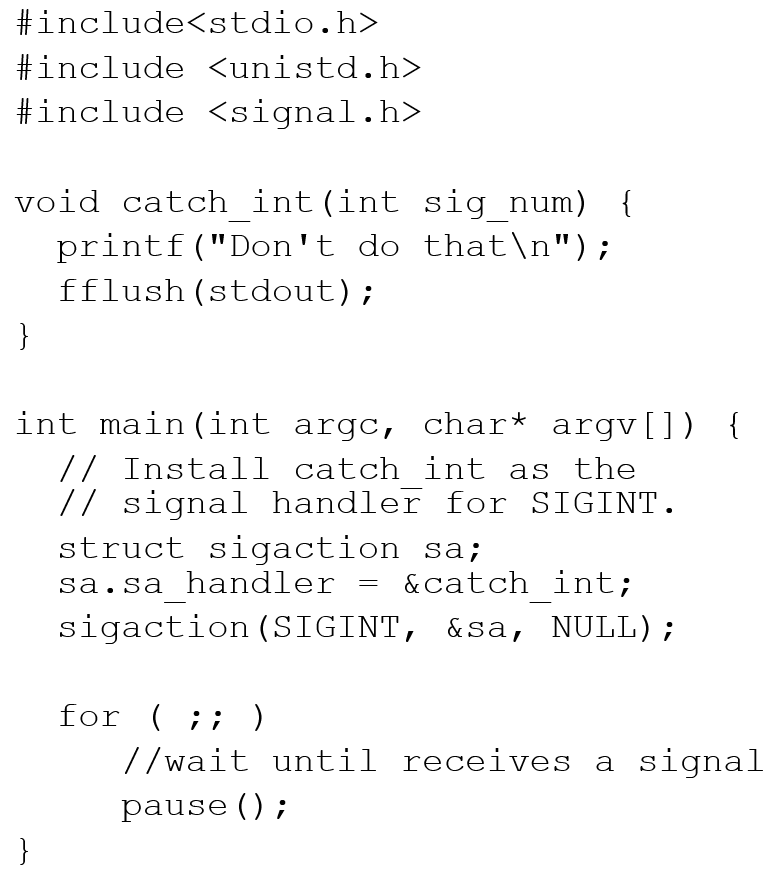 #include<stdio.h>
#include <unistd.h>
#include <signal.h>
void catch_int(int sig_num) {
printf("Don't do that\n");
fflush(stdout);
}
int main(int argc, char* argv[]) {
// Install catch_int as the
// signal handler for SIGINT.
struct sigaction sa;
sa.sa_handler = &catch_int;
sigaction(SIGINT, &sa, NULL);
for ( ;; )
//wait until receives a signal
pause();
}